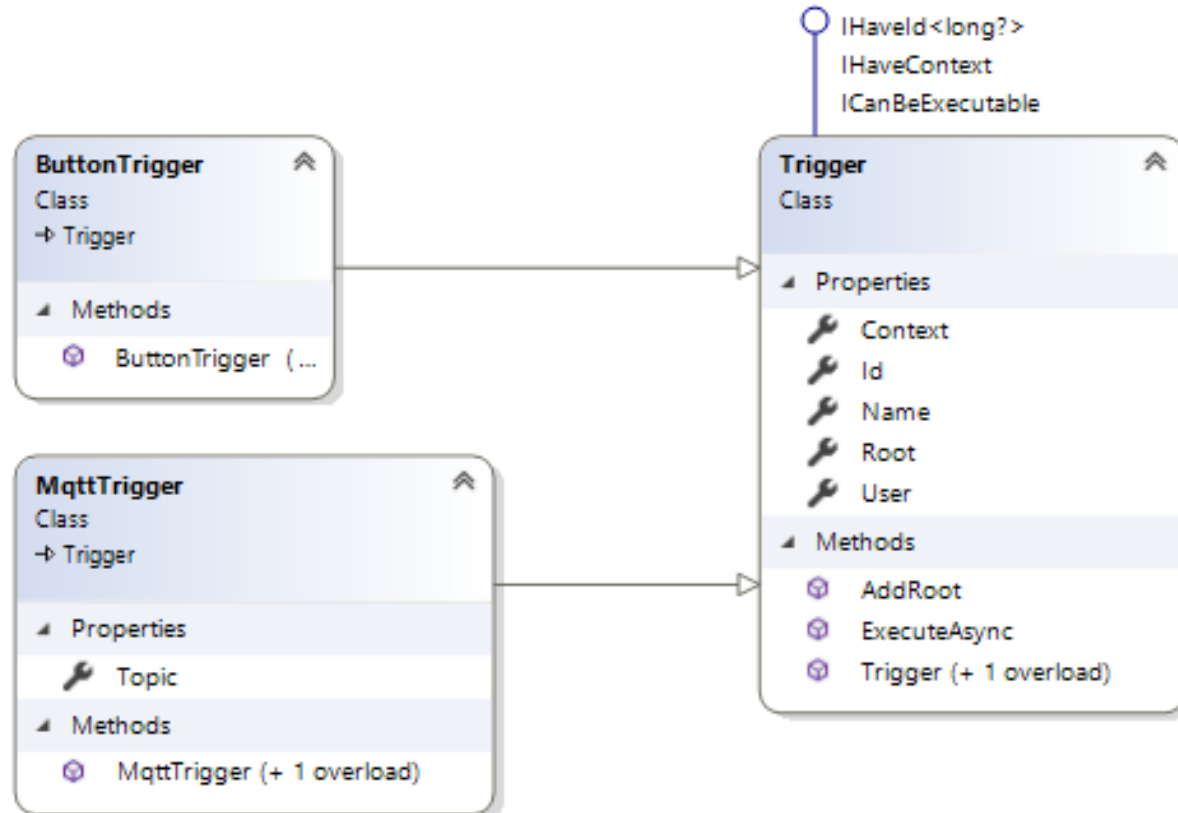 IHaveId<long?>
IHaveContext
ICanBeExecutable
ButtonTrigger
Class
Trigger
Methods
ButtonTrigger ( ...
MqttTrigger
Class
Trigger
Properties
Topic
Methods
MqttTrigger (+ 1 overload)
Trigger
Class
Properties
Context
Id
Name
Root
User
Methods
AddRoot
ExecuteAsync
Trigger (+ 1 overload)